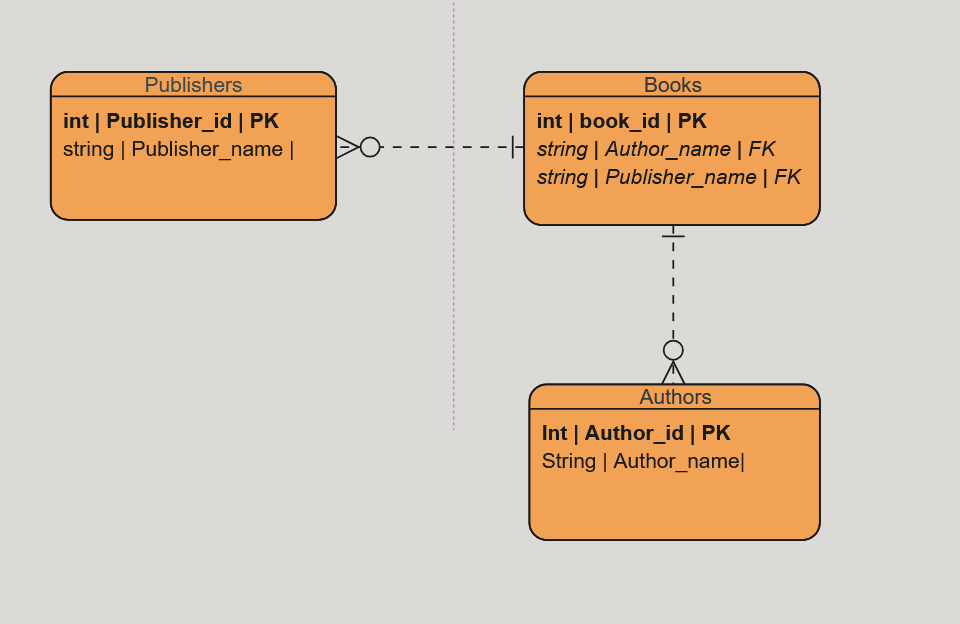 Publishers
int | Publisher_id | PK
string | Publisher_name |
Books
int | book_id | PK
string | Author_name | FK
string | Publisher_name | FK
Authors
Int | Author_id | PK
String | Author_name|